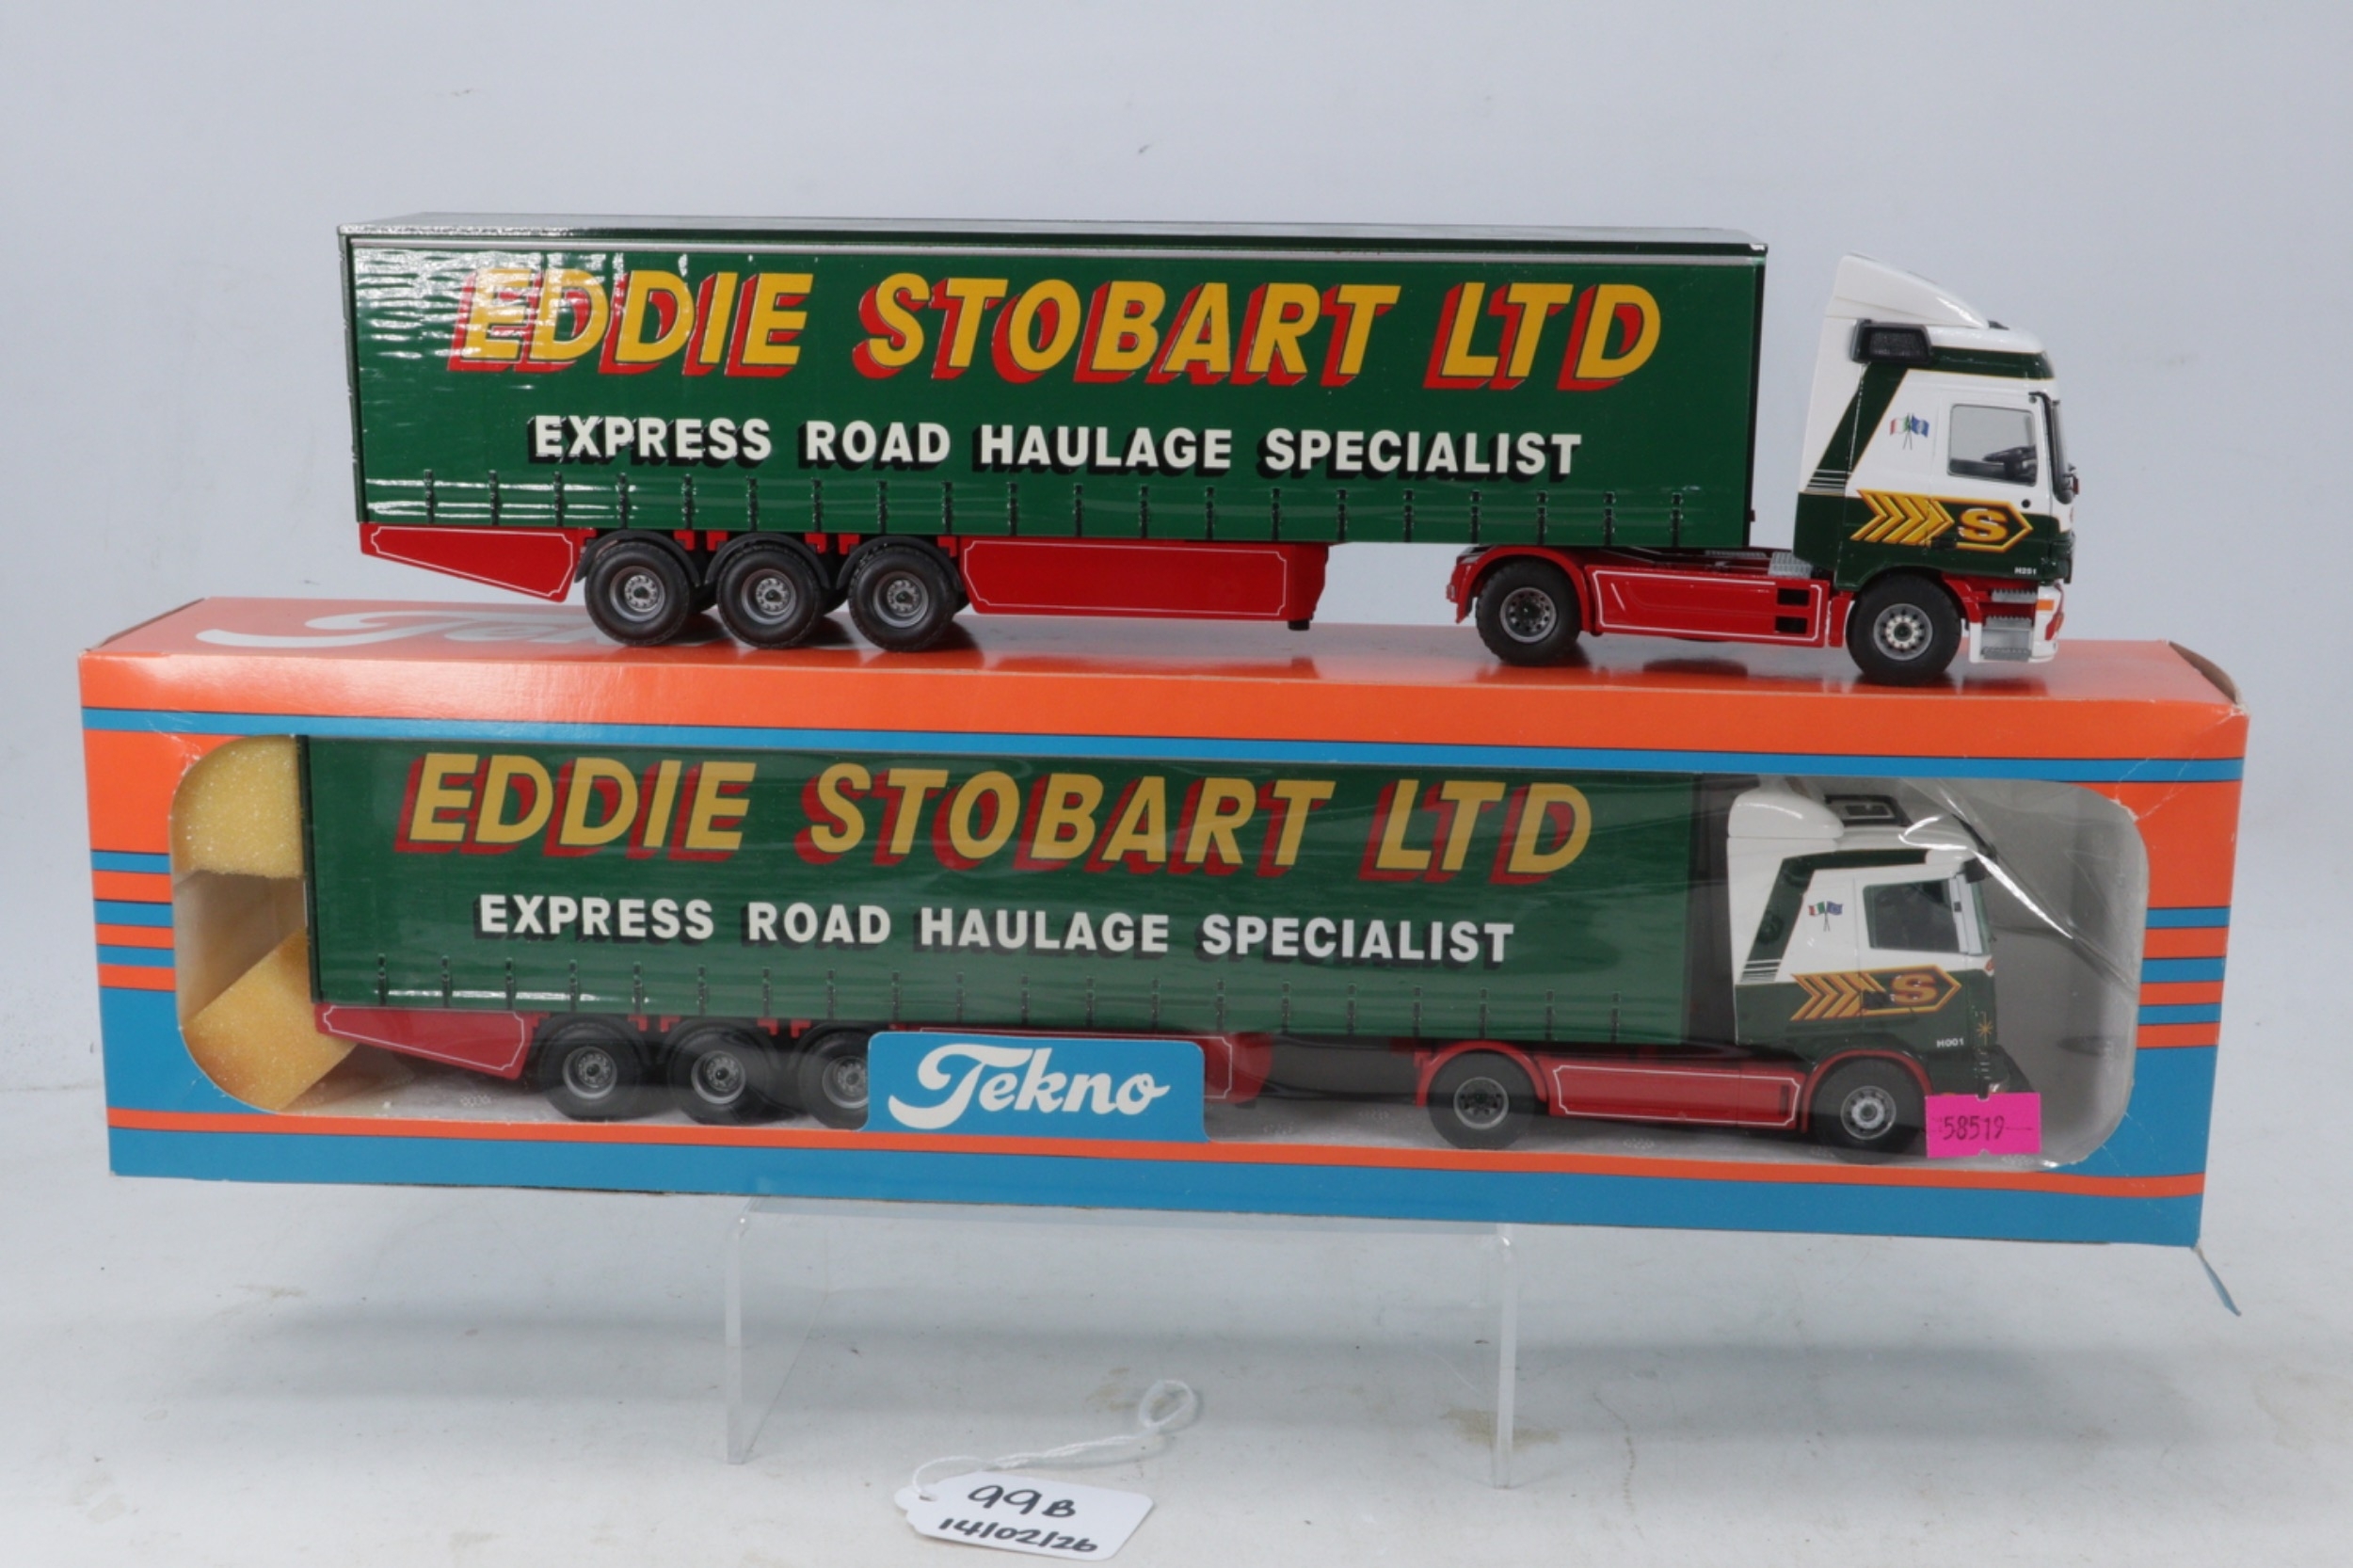 EDDIE STOBART LTD
EXPRESS ROAD HAULAGE SPECIALIST
S
H251
EDDIE STOBART LTD
EXPRESS ROAD HAULAGE SPECIALIST
S
H001
Tekno
58519
99B
14/02/26